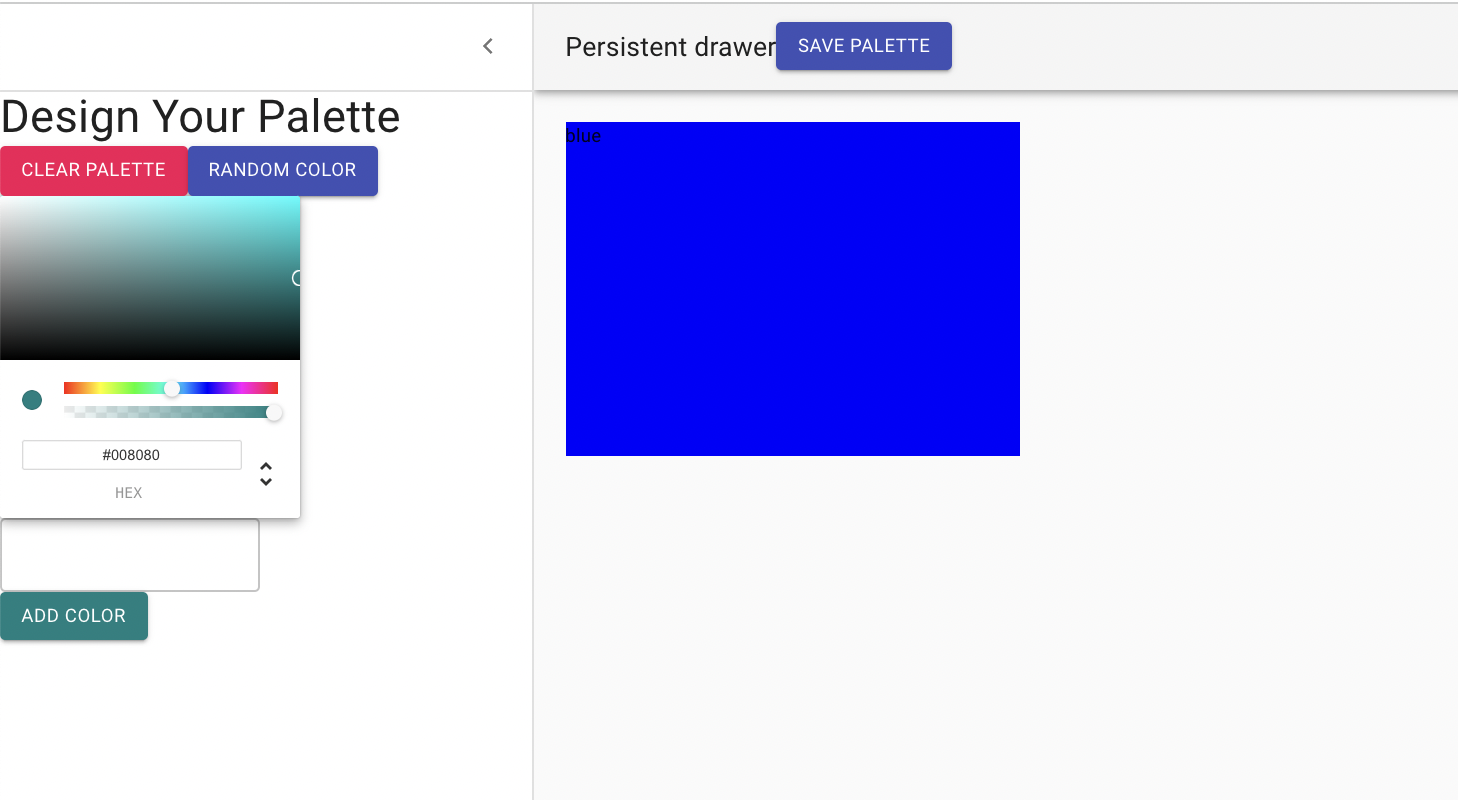 Persistent drawer SAVE PALETTE
Design Your Palette
CLEAR PALETTE RANDOM COLOR
blue
#008080
HEX
ADD COLOR